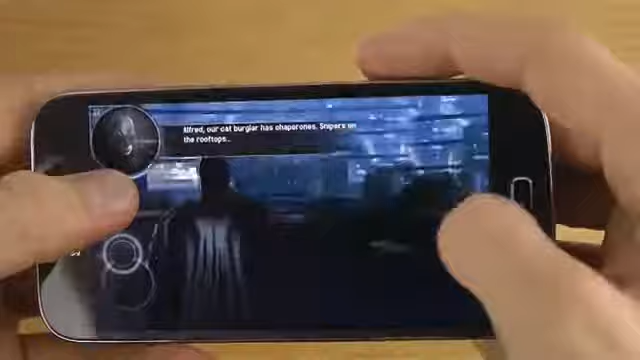 Alfred, our cat burglar has chaperones. Snipers on
the rooftops...